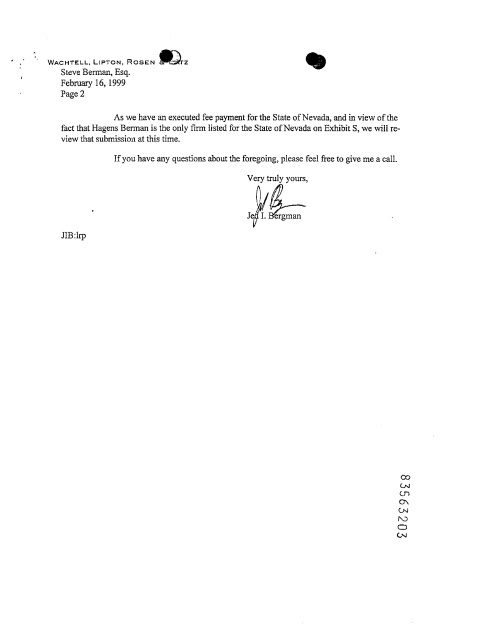 WACHTELL, LIPTON, ROSEN & KATZ
Steve Berman, Esq.
February 16, 1999
Page 2
As we have an executed fee payment for the State of Nevada, and in view of the
fact that Hagens Berman is the only firm listed for the State of Nevada on Exhibit S, we will re-
view that submission at this time.
If you have any questions about the foregoing, please feel free to give me a call.
Very truly yours,
Jed I. Bergman
JIB:lrp
83563203